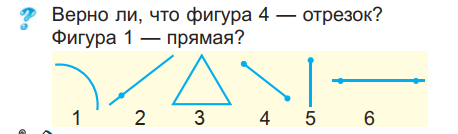 Верно ли, что фигура 4 — отрезок?
Фигура 1 — прямая?
1 2 3 4 5 6